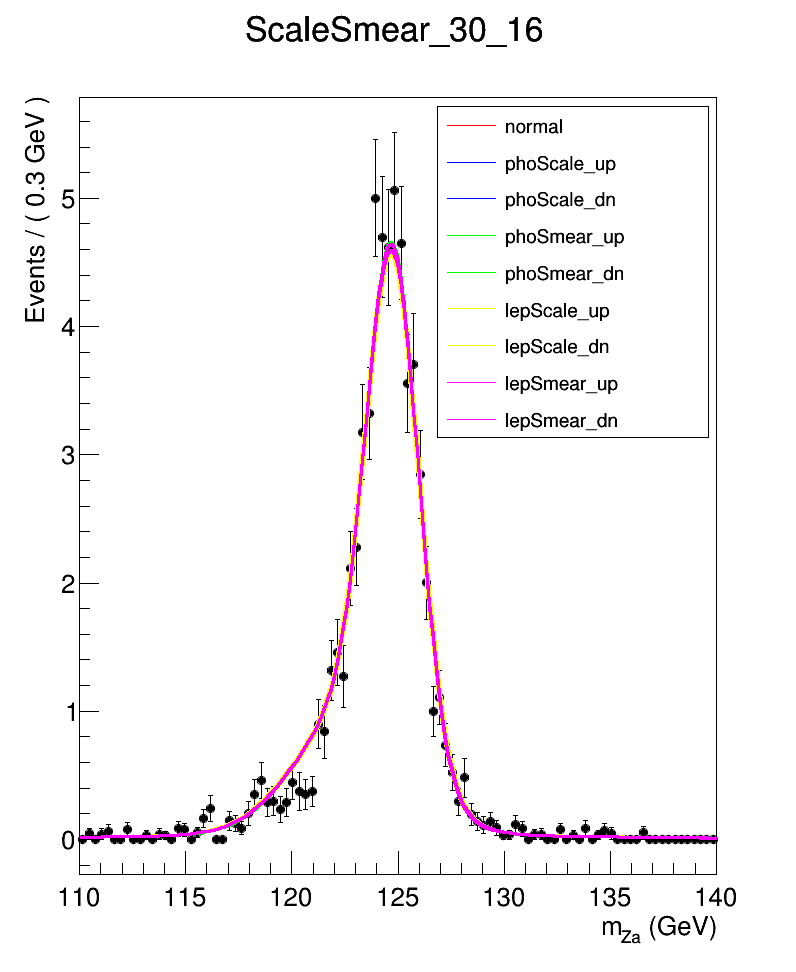 ScaleSmear_30_16
Events / ( 0.3 GeV )
5
4
3
2
1
0
normal
phoScale_up
phoScale_dn
phoSmear_up
phoSmear_dn
lepScale_up
lepScale_dn
lepSmear_up
lepSmear_dn
110 115 120 125 130 135 140
mZa (GeV)